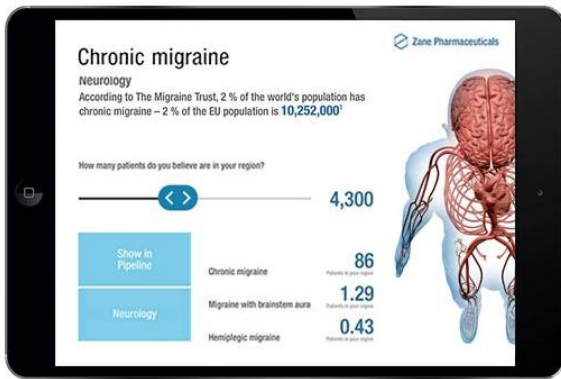 Zane Pharmaceuticals
Chronic migraine
Neurology
According to The Migraine Trust, 2 % of the world's population has
chronic migraine – 2 % of the EU population is 10,252,000¹
How many patients do you believe are in your region?
4,300
Show in
Pipeline
Neurology
Chronic migraine
86
Patients in your region
Migraine with brainstem aura
1.29
Patients in your region
Hemiplegic migraine
0.43
Patients in your region